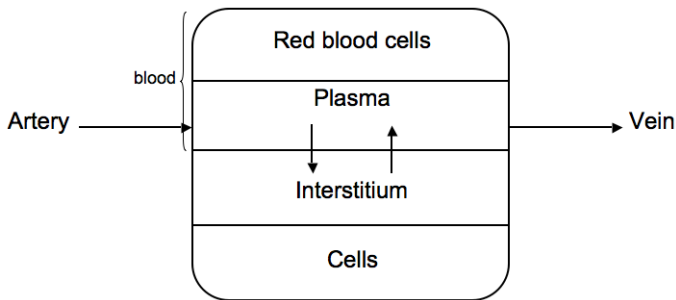 Red blood cells
blood
Plasma
Artery
Vein
Interstitium
Cells